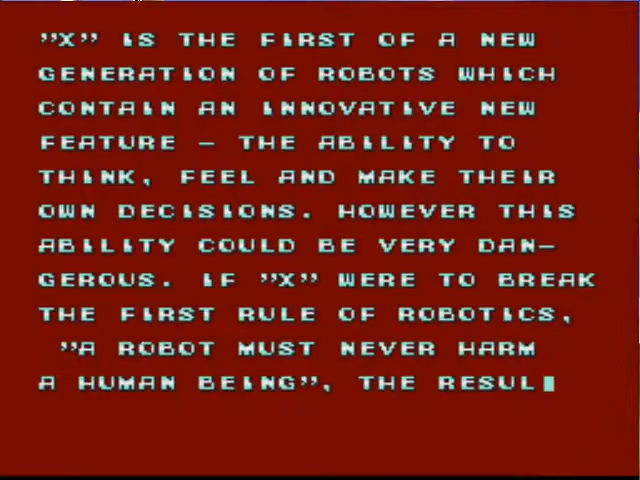 "X" IS THE FIRST OF A NEW
GENERATION OF ROBOTS WHICH
CONTAIN AN INNOVATIVE NEW
FEATURE – THE ABILITY TO
THINK, FEEL AND MAKE THEIR
OWN DECISIONS. HOWEVER THIS
ABILITY COULD BE VERY DAN-
GEROUS. IF "X" WERE TO BREAK
THE FIRST RULE OF ROBOTICS,
"A ROBOT MUST NEVER HARM
A HUMAN BEING", THE RESUL